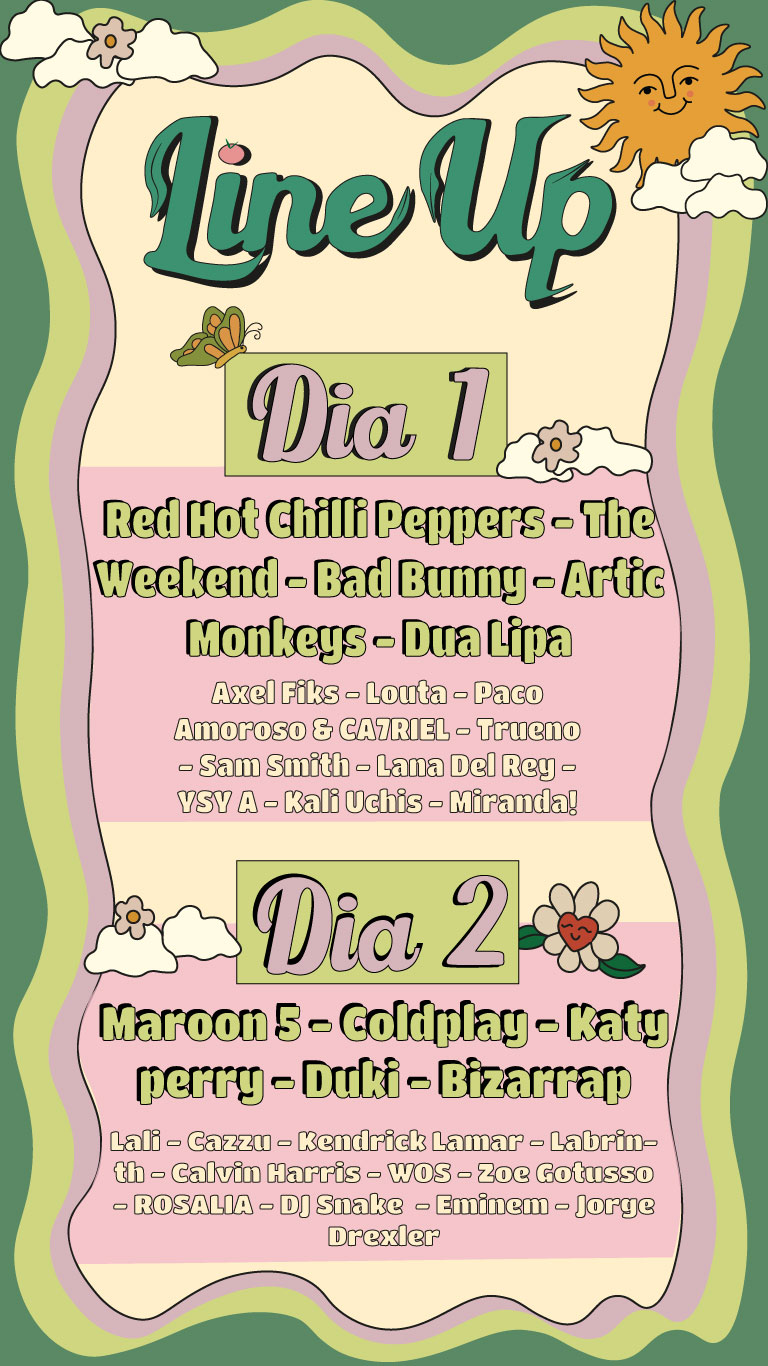 Line Up
Dia 1
Red Hot Chilli Peppers - The
Weekend - Bad Bunny - Artic
Monkeys - Dua Lipa
Axel Fiks - Louta - Paco
Amoroso & CA7RIEL - Trueno
- Sam Smith - Lana Del Rey -
YSY A - Kali Uchis - Miranda!
Dia 2
Maroon 5 - Coldplay - Katy
perry - Duki - Bizarrap
Lali - Cazzu - Kendrick Lamar - Labrin-
th - Calvin Harris - WOS - Zoe Gotusso
- ROSALIA - DJ Snake - Eminem - Jorge
Drexler